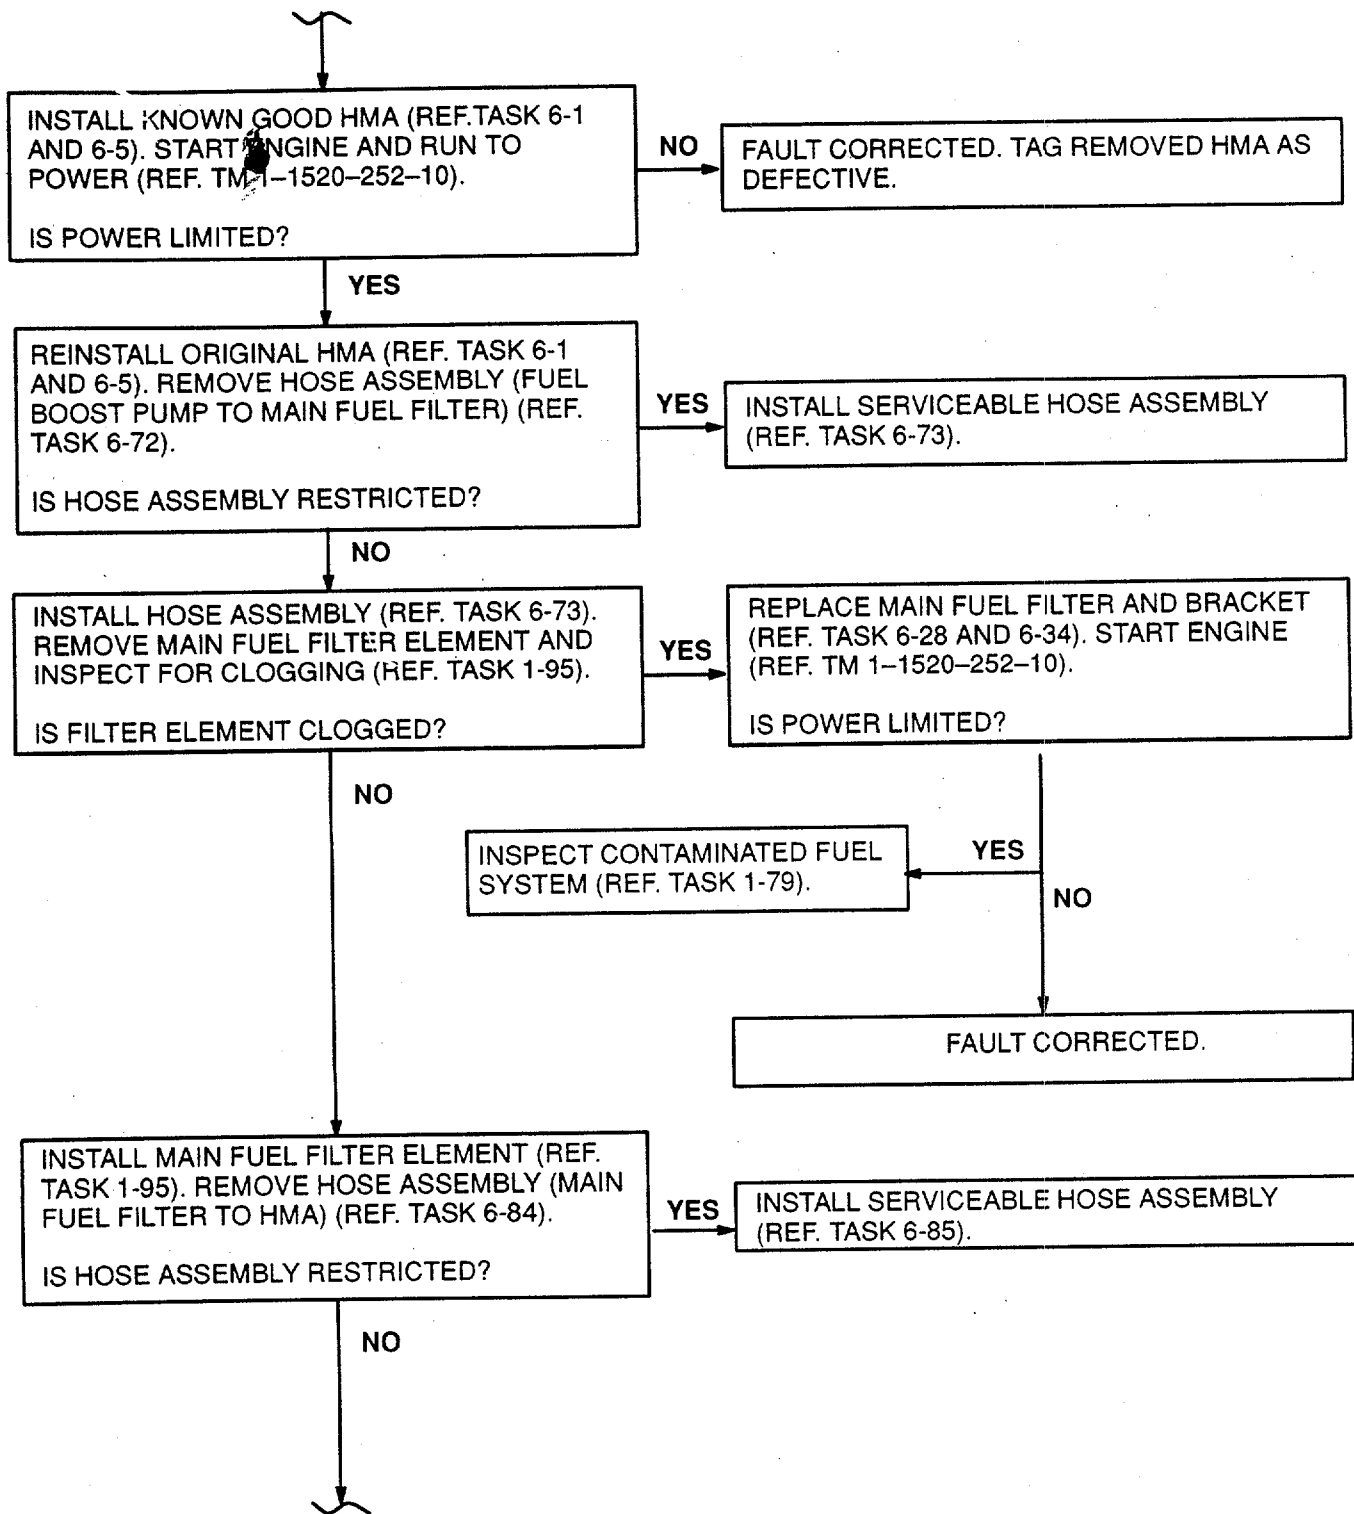 INSTALL KNOWN GOOD HMA (REF.TASK 6-1
AND 6-5). START ENGINE AND RUN TO
POWER (REF. TM 1–1520–252–10).
IS POWER LIMITED?
NO
FAULT CORRECTED. TAG REMOVED HMA AS
DEFECTIVE.
YES
REINSTALL ORIGINAL HMA (REF. TASK 6-1
AND 6-5). REMOVE HOSE ASSEMBLY (FUEL
BOOST PUMP TO MAIN FUEL FILTER) (REF.
TASK 6-72).
IS HOSE ASSEMBLY RESTRICTED?
YES
INSTALL SERVICEABLE HOSE ASSEMBLY
(REF. TASK 6-73).
NO
INSTALL HOSE ASSEMBLY (REF. TASK 6-73).
REMOVE MAIN FUEL FILTER ELEMENT AND
INSPECT FOR CLOGGING (REF. TASK 1-95).
IS FILTER ELEMENT CLOGGED?
YES
REPLACE MAIN FUEL FILTER AND BRACKET
(REF. TASK 6-28 AND 6-34). START ENGINE
(REF. TM 1–1520–252–10).
IS POWER LIMITED?
NO
INSPECT CONTAMINATED FUEL
SYSTEM (REF. TASK 1-79).
YES
NO
FAULT CORRECTED.
INSTALL MAIN FUEL FILTER ELEMENT (REF.
TASK 1-95). REMOVE HOSE ASSEMBLY (MAIN
FUEL FILTER TO HMA) (REF. TASK 6-84).
IS HOSE ASSEMBLY RESTRICTED?
YES
INSTALL SERVICEABLE HOSE ASSEMBLY
(REF. TASK 6-85).
NO